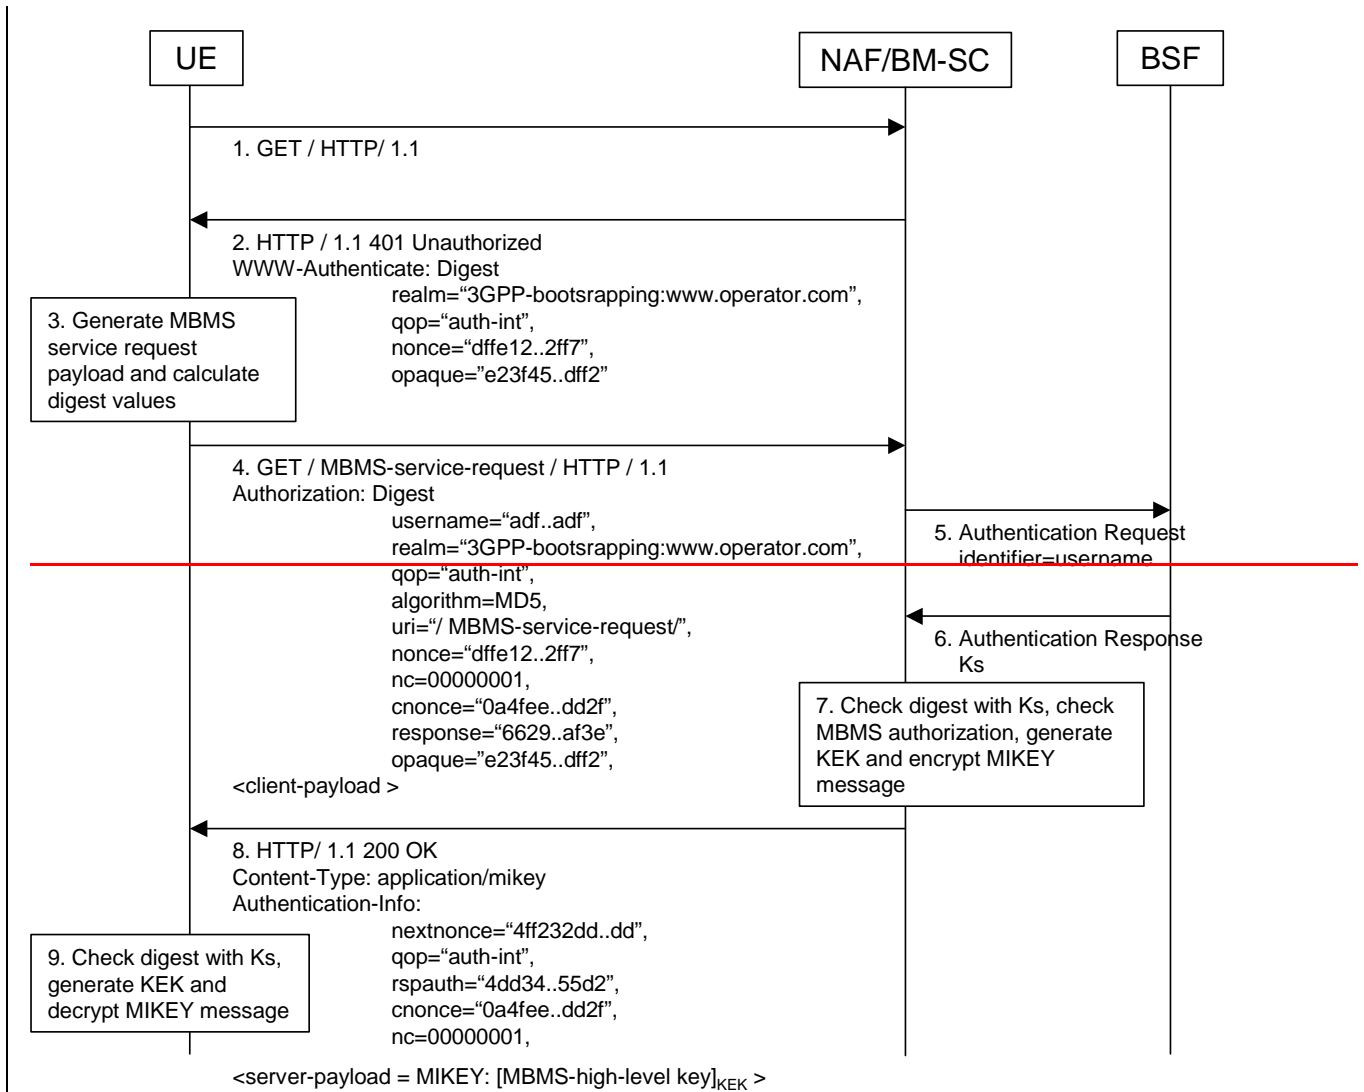 UE
NAF/BM-SC
BSF
1. GET / HTTP/ 1.1
2. HTTP / 1.1 401 Unauthorized
WWW-Authenticate: Digest
realm=“3GPP-bootsrapping:www.operator.com”,
qop=“auth-int”,
nonce=“dffe12..2ff7”,
opaque=”e23f45..dff2”
3. Generate MBMS
service request
payload and calculate
digest values
4. GET / MBMS-service-request / HTTP / 1.1
Authorization: Digest
username=“adf..adf”,
realm=“3GPP-bootsrapping:www.operator.com”,
qop=“auth-int”,
algorithm=MD5,
uri=“/ MBMS-service-request/”,
nonce=“dffe12..2ff7”,
nc=00000001,
cnonce=“0a4fee..dd2f”,
response=“6629..af3e”,
opaque=”e23f45..dff2”,
<client-payload >
5. Authentication Request
identifier=username
6. Authentication Response
Ks
7. Check digest with Ks, check
MBMS authorization, generate
KEK and encrypt MIKEY
message
8. HTTP/ 1.1 200 OK
Content-Type: application/mikey
Authentication-Info:
nextnonce=“4ff232dd..dd”,
qop=“auth-int”,
rspauth=“4dd34..55d2”,
cnonce=“0a4fee..dd2f”,
nc=00000001,
9. Check digest with Ks,
generate KEK and
decrypt MIKEY message
<server-payload = MIKEY: [MBMS-high-level key]KEK >